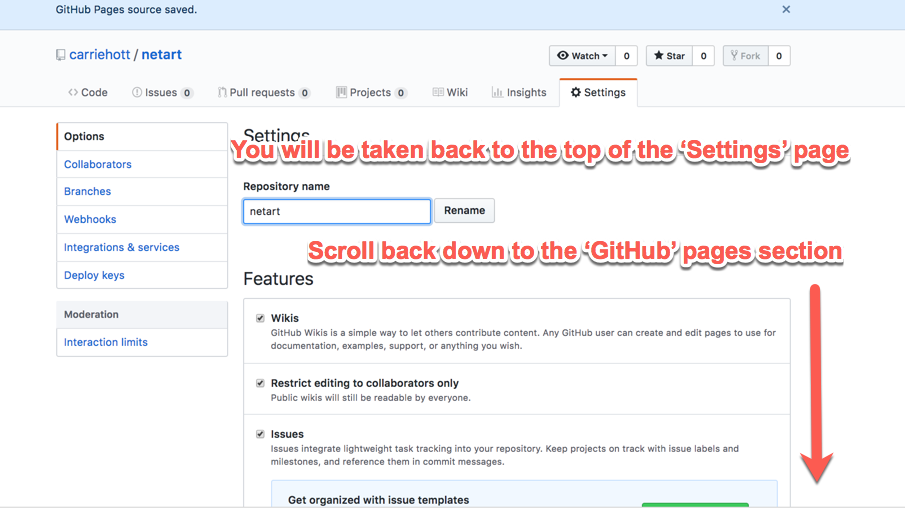 GitHub Pages source saved.
carriehott / netart
Watch 0 Star 0 Fork 0
Code Issues 0 Pull requests 0 Projects 0 Wiki Insights Settings
Options
Collaborators
Branches
Webhooks
Integrations & services
Deploy keys
Moderation
Interaction limits
Settings
You will be taken back to the top of the ‘Settings’ page
Repository name
netart Rename
Scroll back down to the ‘GitHub’ pages section
Features
Wikis
GitHub Wikis is a simple way to let others contribute content. Any GitHub user can create and edit pages to use for
documentation, examples, support, or anything you wish.
Restrict editing to collaborators only
Public wikis will still be readable by everyone.
Issues
Issues integrate lightweight task tracking into your repository. Keep projects on track with issue labels and
milestones, and reference them in commit messages.
Get organized with issue templates